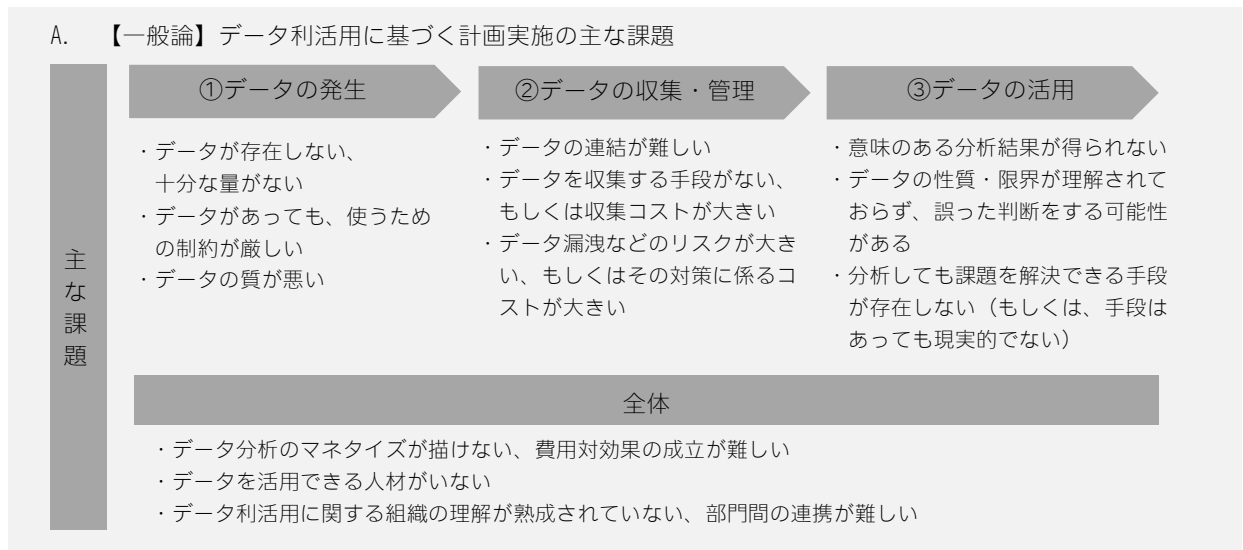 A. 【一般論】データ利活用に基づく計画実施の主な課題
主な課題
①データの発生
・データが存在しない、
十分な量がない
・データがあっても、使うため
の制約が厳しい
・データの質が悪い
②データの収集・管理
・データの連結が難しい
・データを収集する手段がない、
もしくは収集コストが大きい
・データ漏洩などのリスクが大き
い、もしくはその対策に係るコ
ストが大きい
③データの活用
・意味のある分析結果が得られない
・データの性質・限界が理解されて
おらず、誤った判断をする可能性
がある
・分析しても課題を解決できる手段
が存在しない（もしくは、手段は
あっても現実的でない）
全体
・データ分析のマネタイズが描けない、費用対効果の成立が難しい
・データを活用できる人材がいない
・データ利活用に関する組織の理解が熟成されていない、部門間の連携が難しい